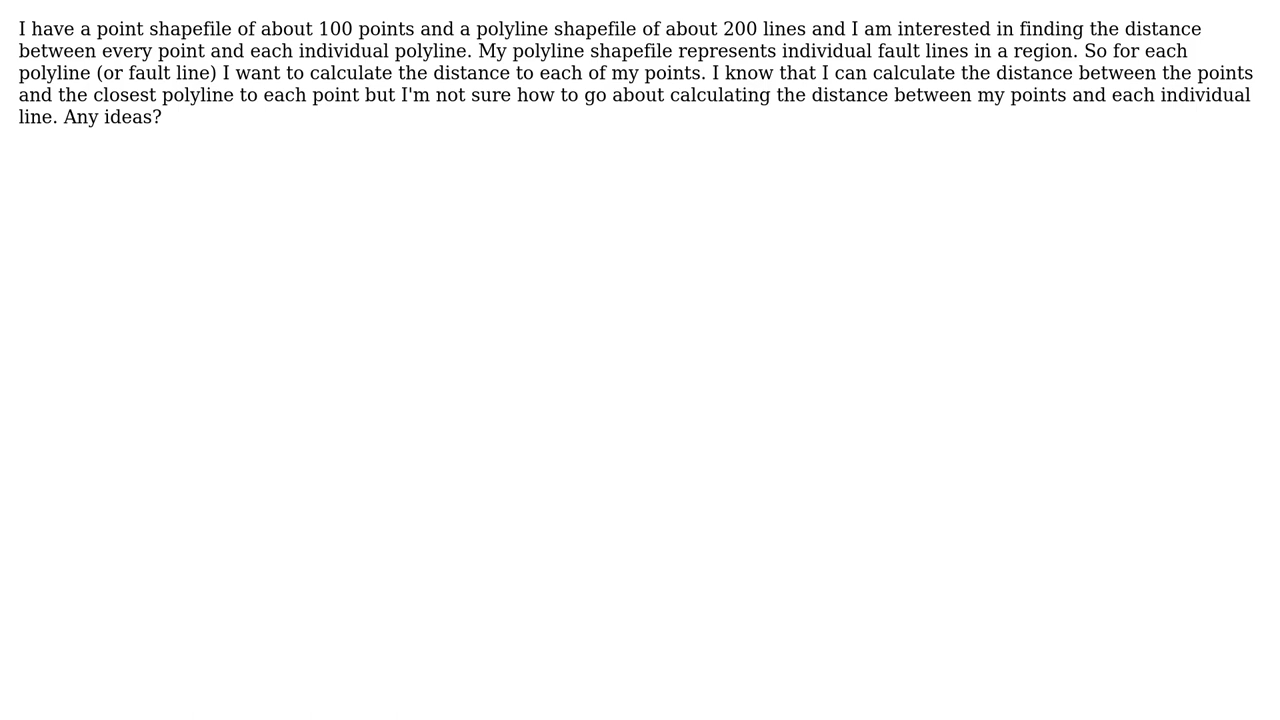 I have a point shapefile of about 100 points and a polyline shapefile of about 200 lines and I am interested in finding the distance
between every point and each individual polyline. My polyline shapefile represents individual fault lines in a region. So for each
polyline (or fault line) I want to calculate the distance to each of my points. I know that I can calculate the distance between the points
and the closest polyline to each point but I'm not sure how to go about calculating the distance between my points and each individual
line. Any ideas?